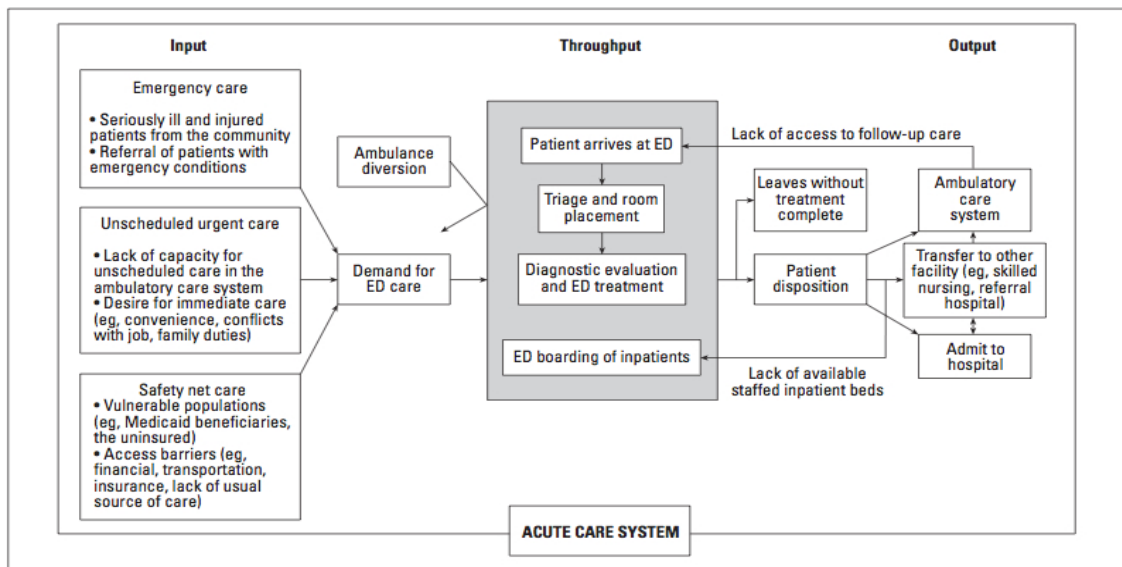 Input
Throughput
Output
Emergency care
• Seriously ill and injured
patients from the community
• Referral of patients with
emergency conditions
Unscheduled urgent care
• Lack of capacity for
unscheduled care in the
ambulatory care system
• Desire for immediate care
(eg, convenience, conflicts
with job, family duties)
Safety net care
• Vulnerable populations
(eg, Medicaid beneficiaries,
the uninsured)
• Access barriers (eg,
financial, transportation,
insurance, lack of usual
source of care)
Ambulance
diversion
Demand for
ED care
Patient arrives at ED
Triage and room
placement
Diagnostic evaluation
and ED treatment
ED boarding of inpatients
Lack of access to follow-up care
Leaves without
treatment
complete
Patient
disposition
Lack of available
staffed inpatient beds
Ambulatory
care
system
Transfer to other
facility (eg, skilled
nursing, referral
hospital)
Admit to
hospital
ACUTE CARE SYSTEM